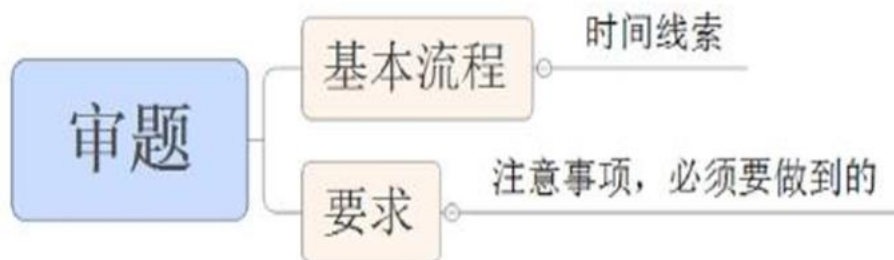 审题
基本流程
时间线索
要求
注意事项，必须要做到的